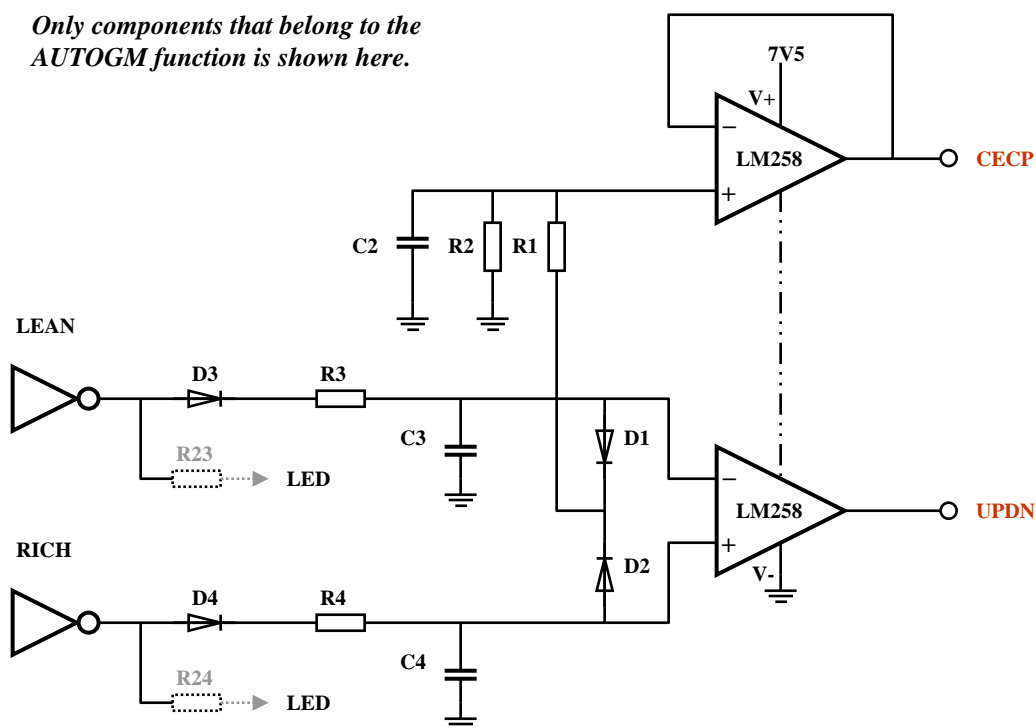 Only components that belong to the
AUTOGM function is shown here.
7V5
V+
−
LM258
+
CECP
C2
R2
R1
LEAN
D3
R3
C3
D1
R23
LED
−
LM258
+
V-
UPDN
RICH
D2
D4
R4
C4
R24
LED